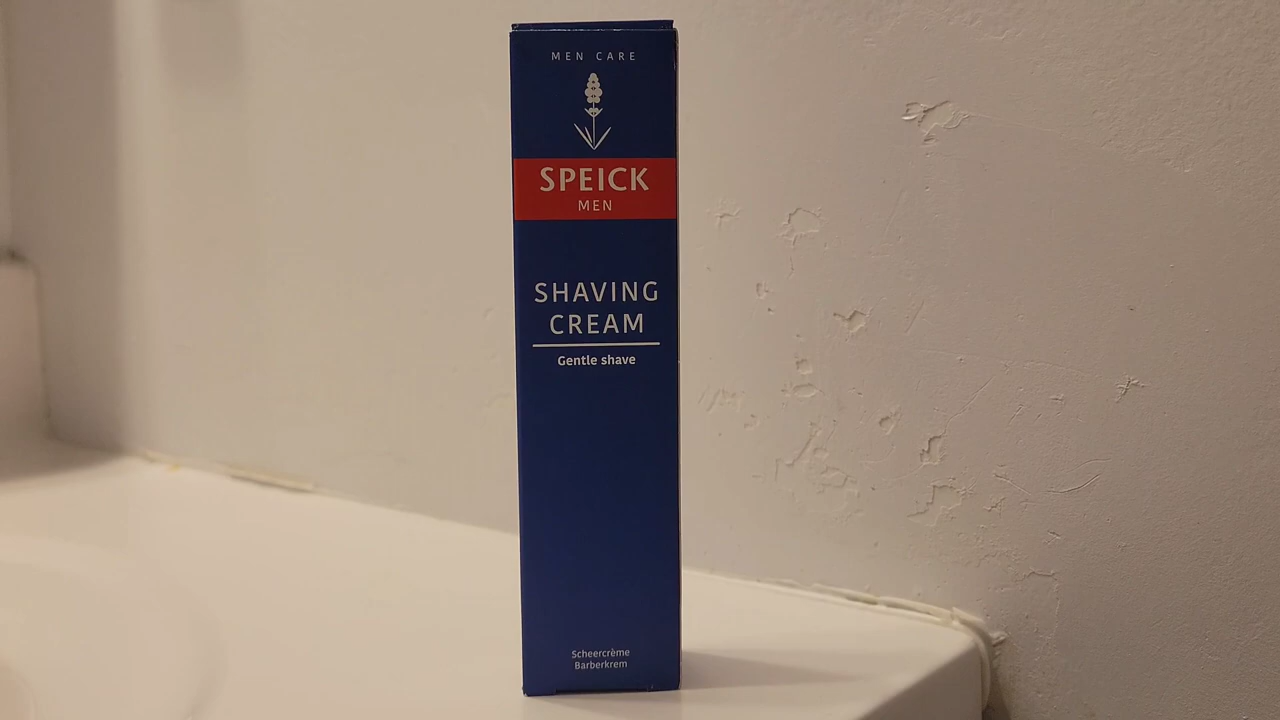 MEN CARE
SPEICK
MEN
SHAVING
CREAM
Gentle shave
Scheercrème
Barberkrem